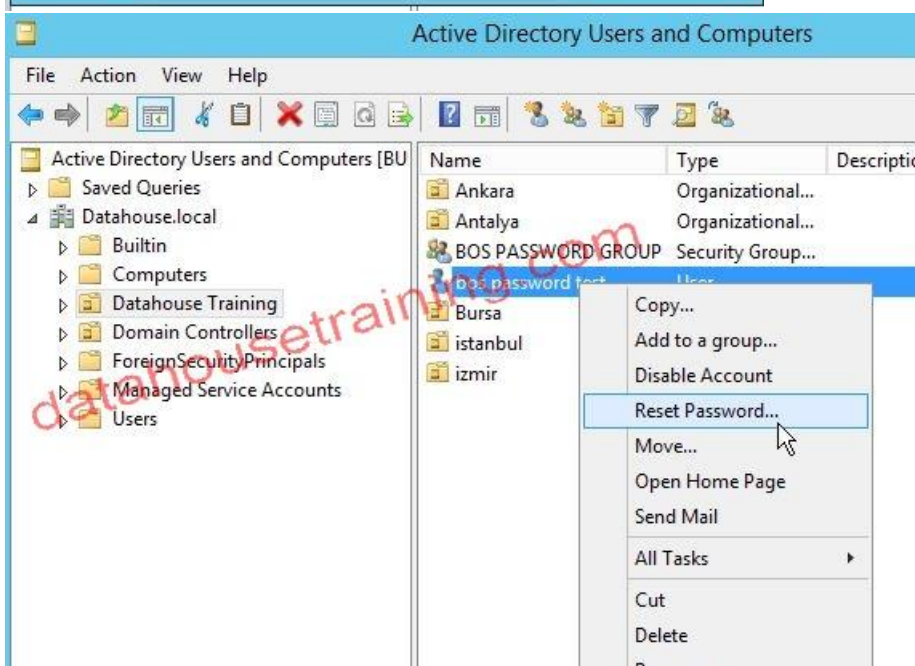 Active Directory Users and Computers
File Action View Help
Active Directory Users and Computers [BU
Saved Queries
Datahouse.local
Builtin
Computers
Datahouse Training
Domain Controllers
ForeignSecurityPrincipals
Managed Service Accounts
Users
Name Type Descriptio
Ankara Organizational...
Antalya Organizational...
BOS PASSWORD GROUP Security Group...
bos password test User
Bursa
istanbul
izmir
Copy...
Add to a group...
Disable Account
Reset Password...
Move...
Open Home Page
Send Mail
All Tasks
Cut
Delete
datahousetraining.com